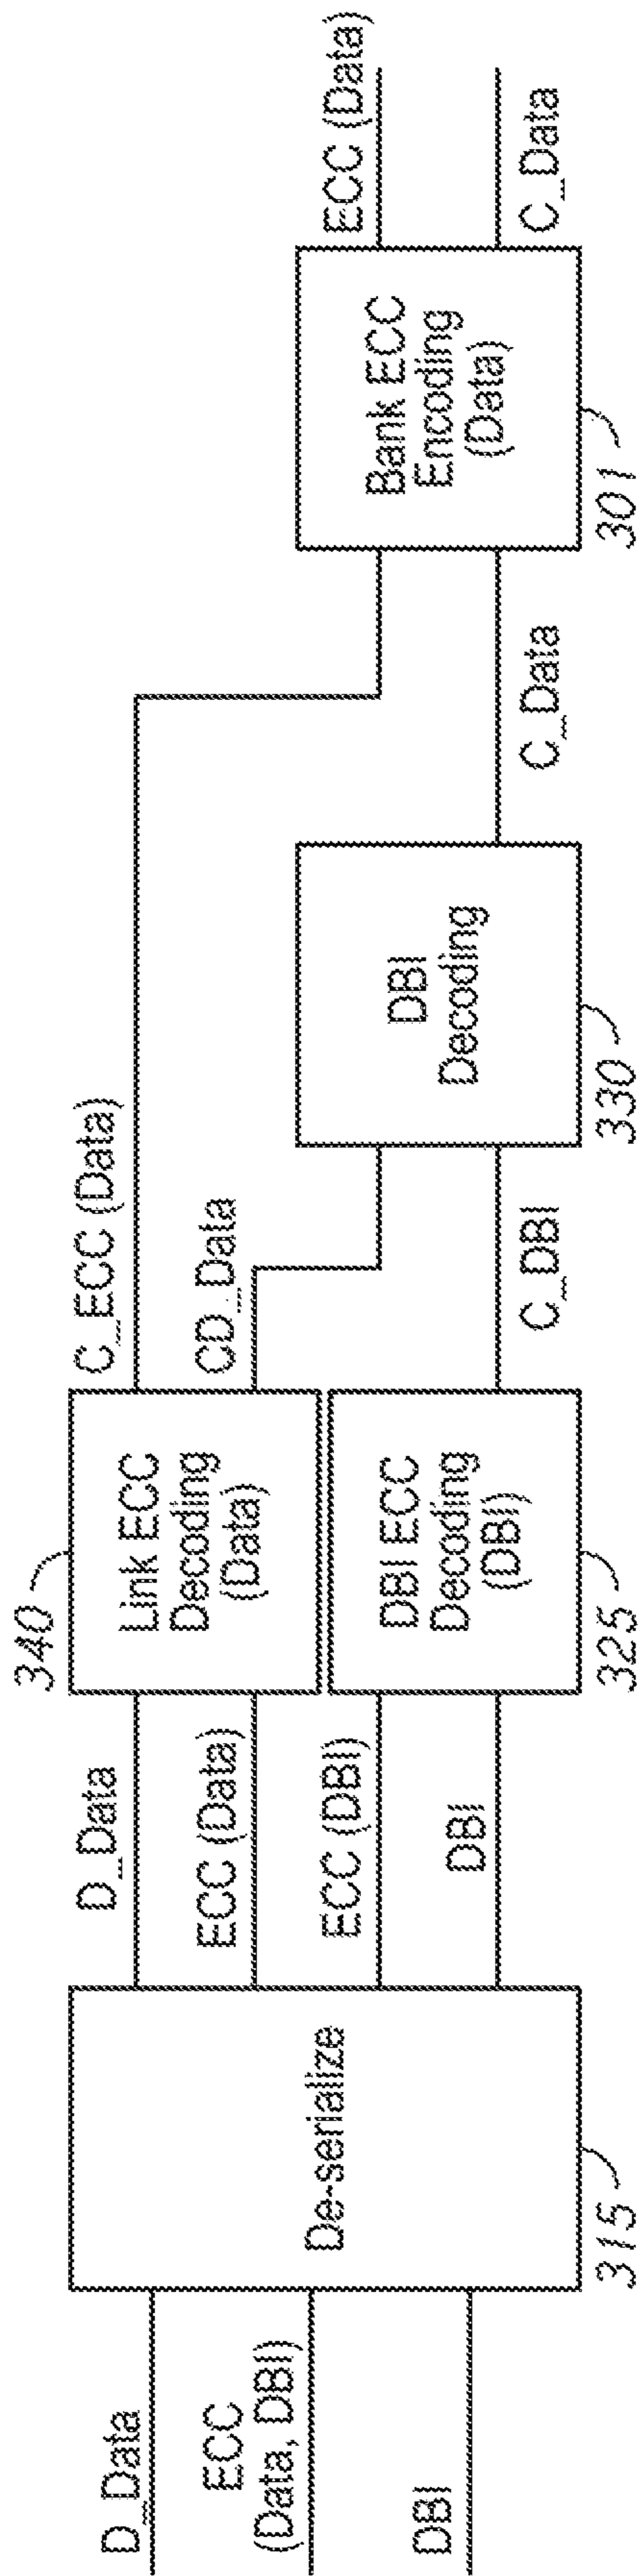 D_Data
ECC
(Data, DBI)
DBI
De-serialize
315
D_Data
ECC (Data)
ECC (DBI)
DBI
340
Link ECC
Decoding
(Data)
DBI ECC
Decoding
(DBI)
325
C_ECC (Data)
CD_Data
C_DBI
DBI
Decoding
330
C_Data
Bank ECC
Encoding
(Data)
301
ECC (Data)
C_Data